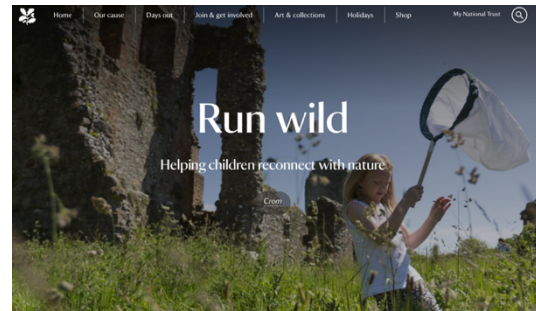 Home Our cause Days out Join & get involved Art & collections Holidays Shop My National Trust
Run wild
Helping children reconnect with nature
Crom